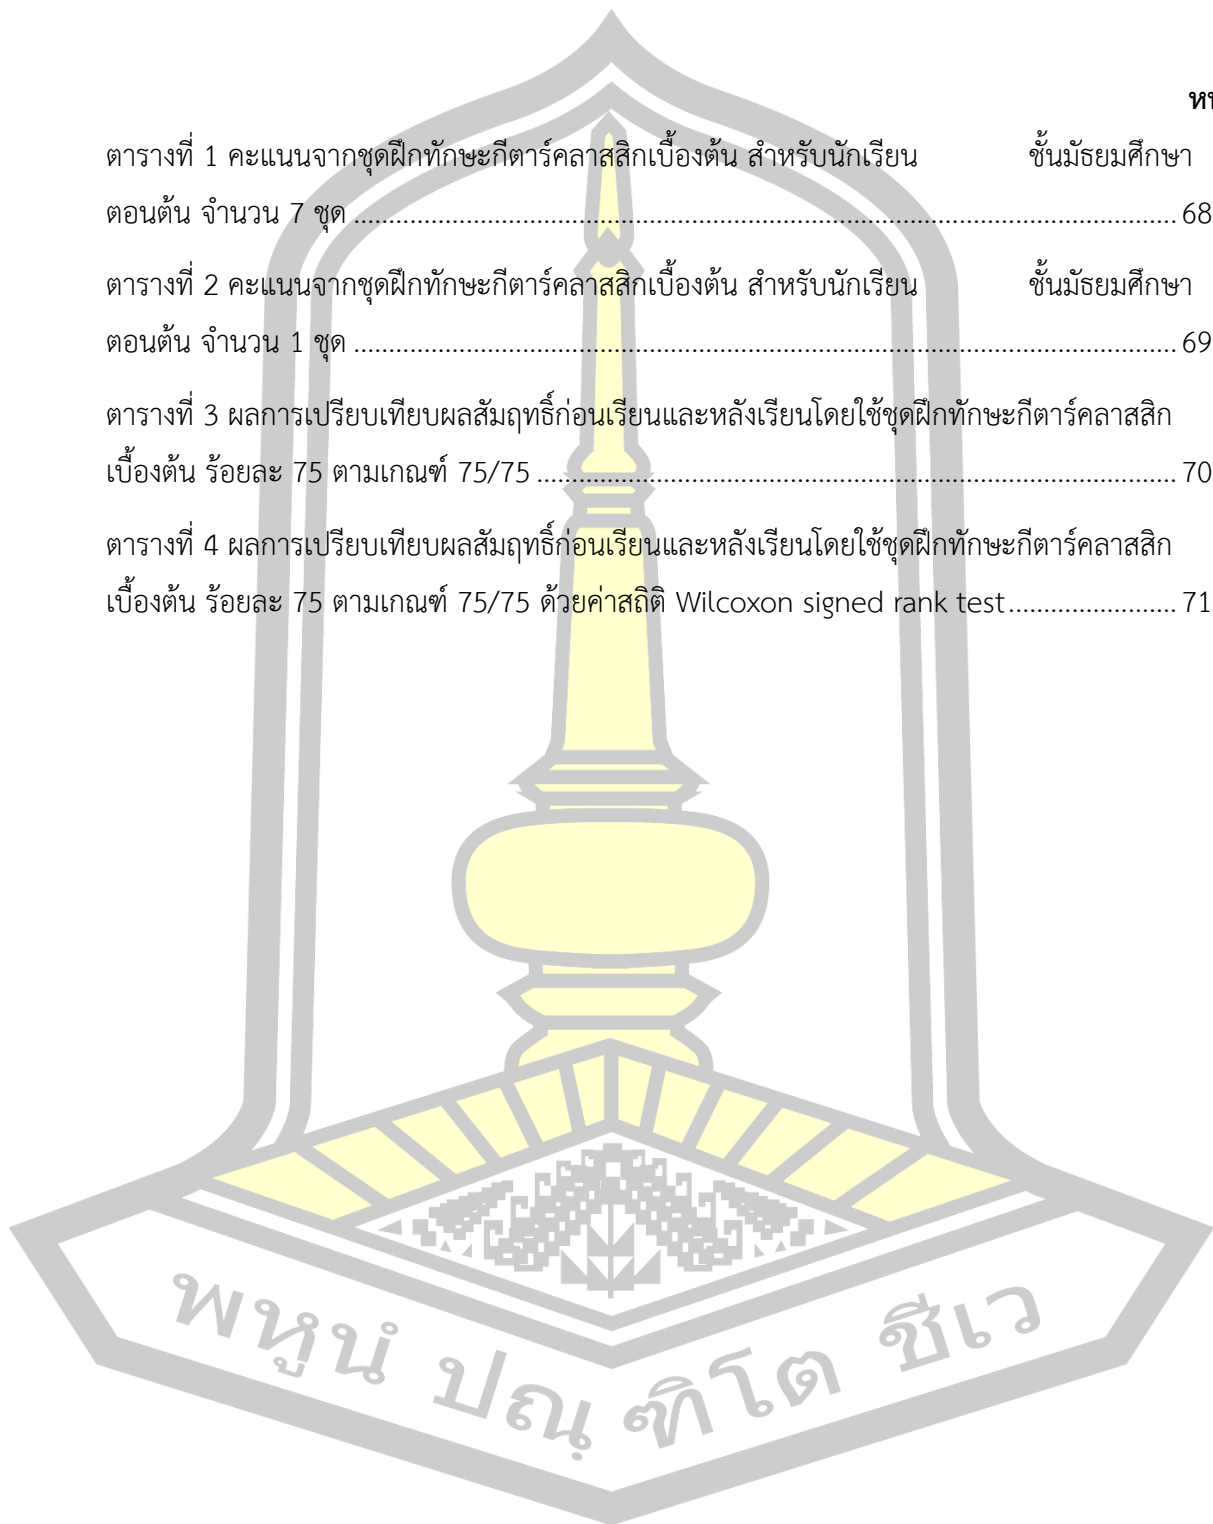 ตารางที่ 1 คะแนนจากชุดฝึกทักษะกีตาร์คลาสสิกเบื้องต้น สำหรับนักเรียน ชั้นมัธยมศึกษา
ตอนต้น จำนวน 7 ชุด ........................................................................ 68
ตารางที่ 2 คะแนนจากชุดฝึกทักษะกีตาร์คลาสสิกเบื้องต้น สำหรับนักเรียน ชั้นมัธยมศึกษา
ตอนต้น จำนวน 1 ชุด ........................................................................ 69
ตารางที่ 3 ผลการเปรียบเทียบผลสัมฤทธิ์ก่อนเรียนและหลังเรียนโดยใช้ชุดฝึกทักษะกีตาร์คลาสสิก
เบื้องต้น ร้อยละ 75 ตามเกณฑ์ 75/75 ........................................................ 70
ตารางที่ 4 ผลการเปรียบเทียบผลสัมฤทธิ์ก่อนเรียนและหลังเรียนโดยใช้ชุดฝึกทักษะกีตาร์คลาสสิก
เบื้องต้น ร้อยละ 75 ตามเกณฑ์ 75/75 ด้วยค่าสถิติ Wilcoxon signed rank test ............... 71
พหูนํ ปณฺ ฑิโต ชีเว